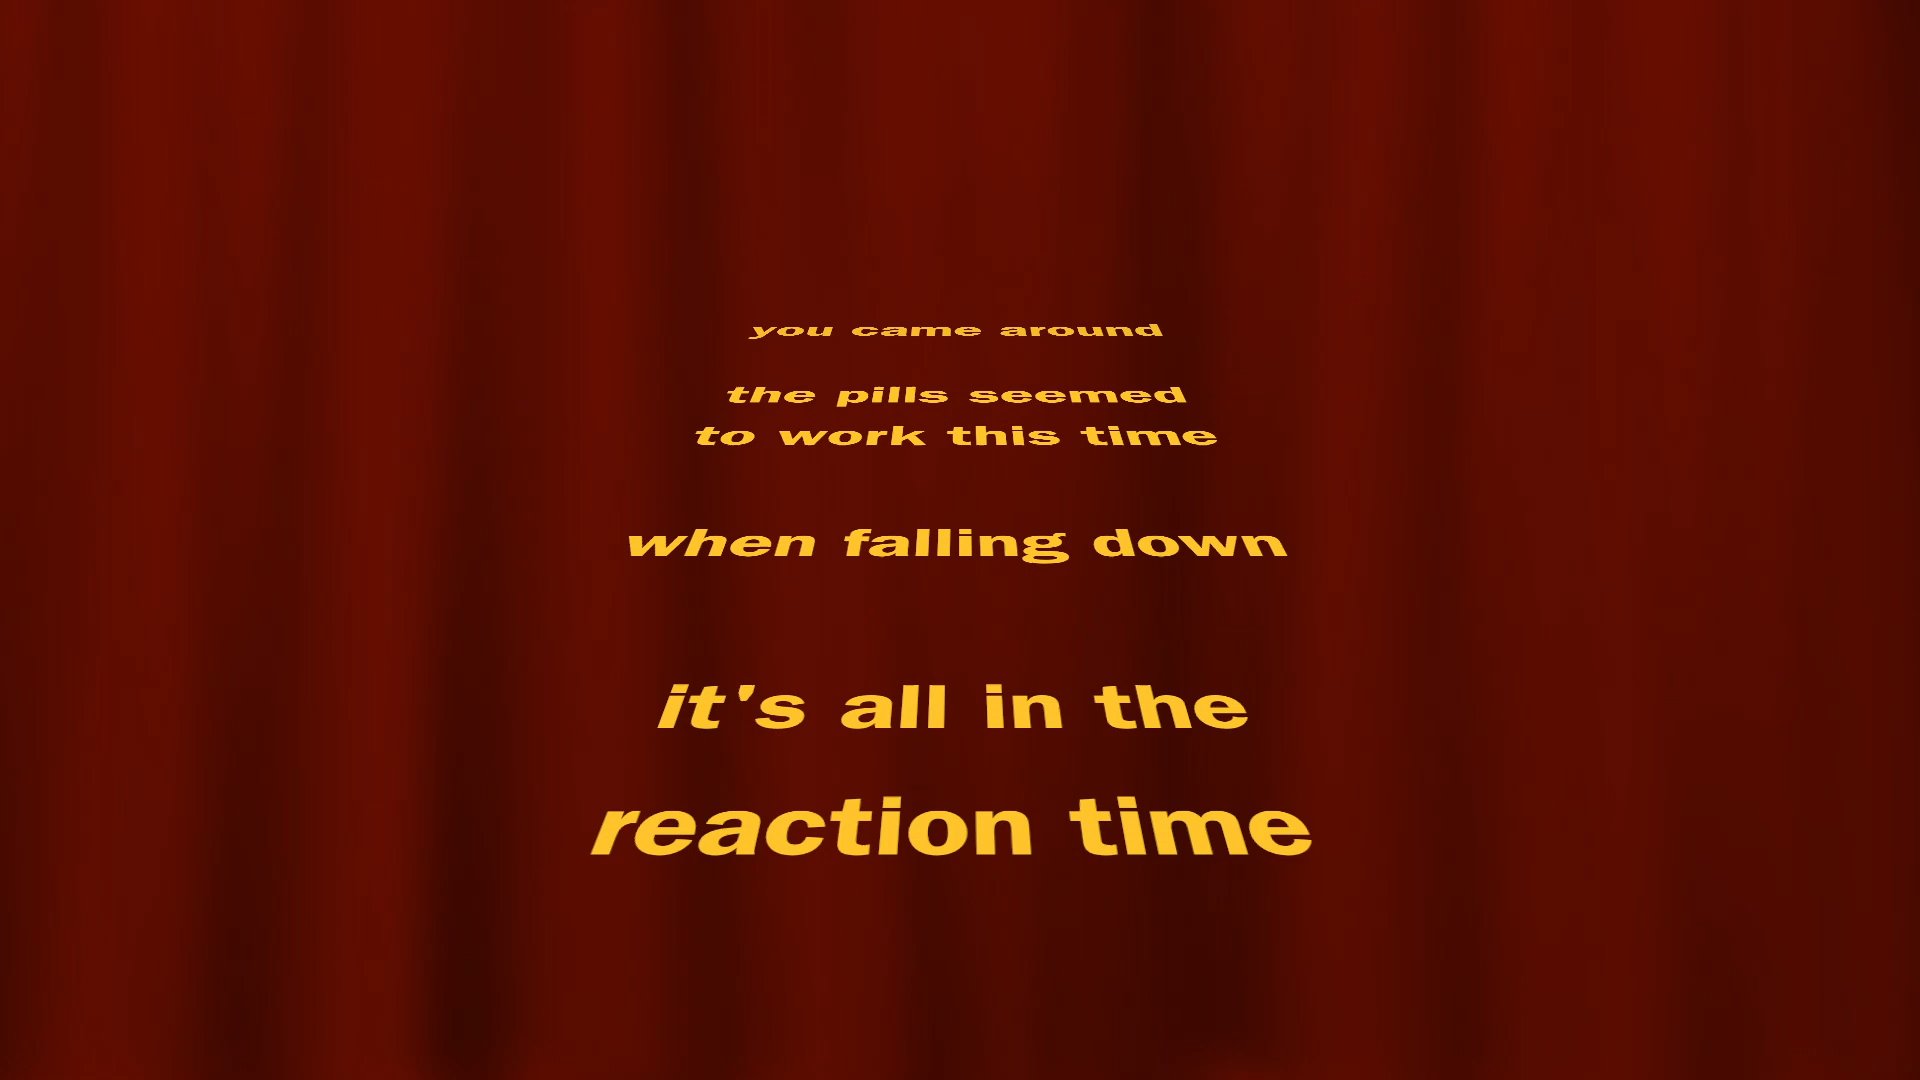 you came around
the pills seemed
to work this time
when falling down
it's all in the
reaction time